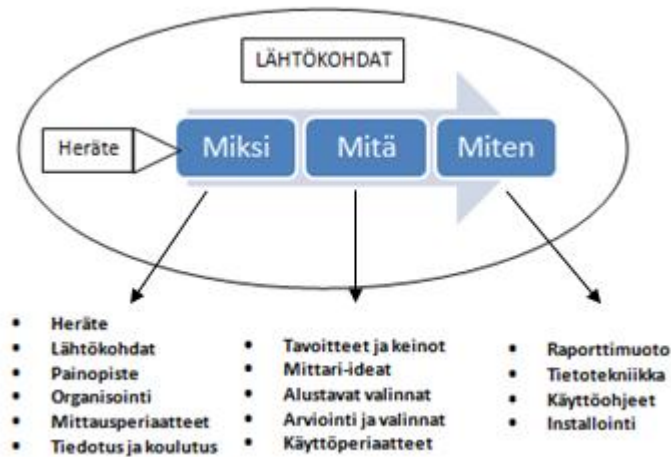 LÄHTÖKOHDAT
Heräte
Miksi
Mitä
Miten
• Heräte
• Lähtökohdat
• Painopiste
• Organisointi
• Mittausperiaatteet
• Tiedotus ja koulutus
• Tavoitteet ja keinot
• Mittari-ideat
• Alustavat valinnat
• Arviointi ja valinnat
• Käyttöperiaatteet
• Raporttimuoto
• Tietotekniikka
• Käyttöohjeet
• Installointi